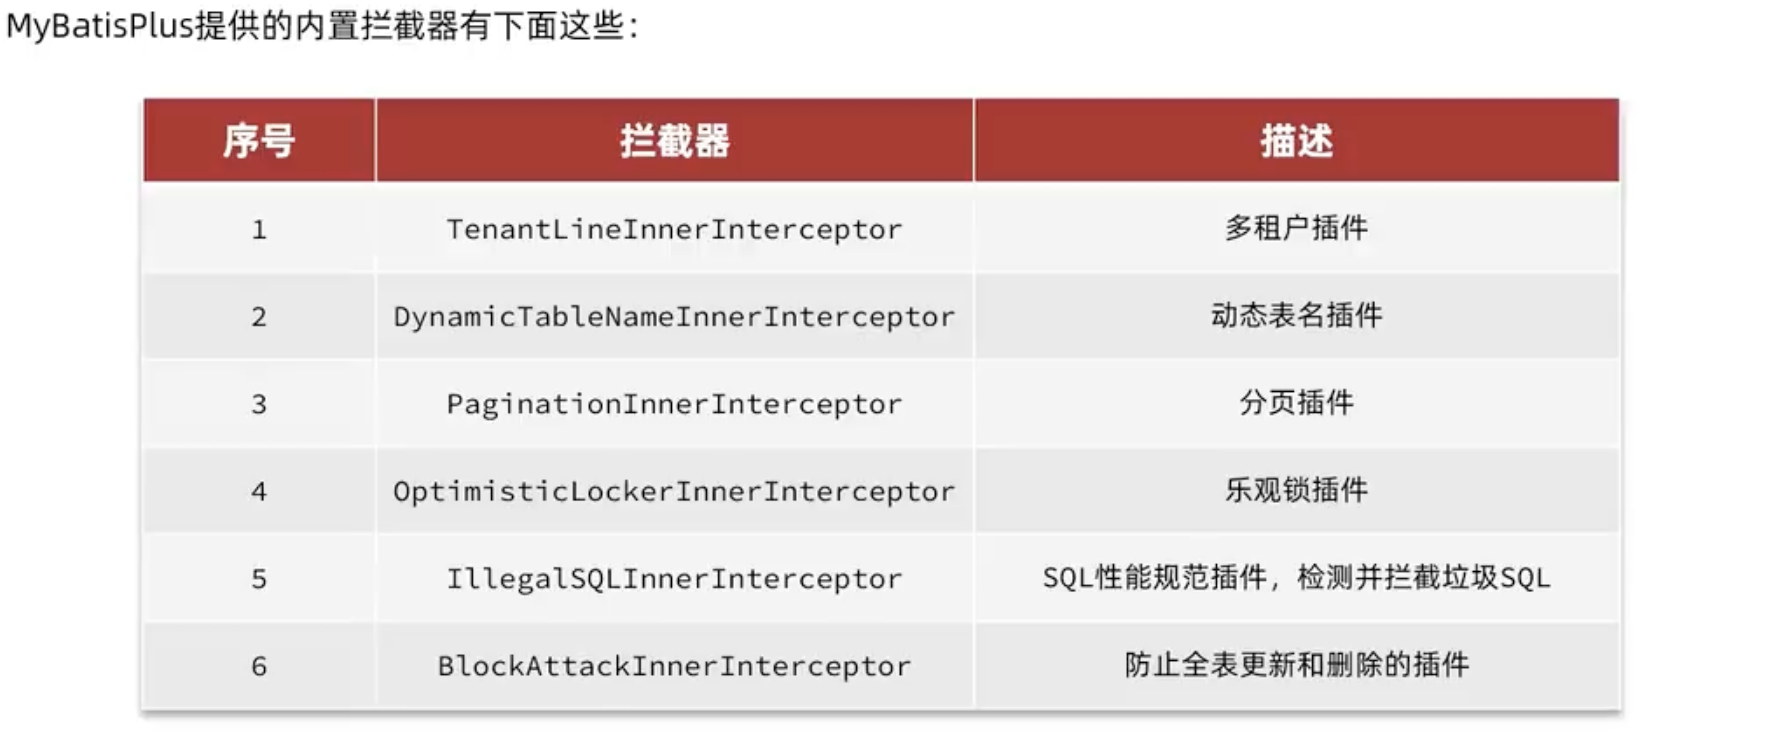 MyBatisPlus提供的内置拦截器有下面这些：
序号 拦截器 描述
1 TenantLineInnerInterceptor 多租户插件
2 DynamicTableNameInnerInterceptor 动态表名插件
3 PaginationInnerInterceptor 分页插件
4 OptimisticLockerInnerInterceptor 乐观锁插件
5 IllegalSQLInnerInterceptor SQL性能规范插件，检测并拦截垃圾SQL
6 BlockAttackInnerInterceptor 防止全表更新和删除的插件